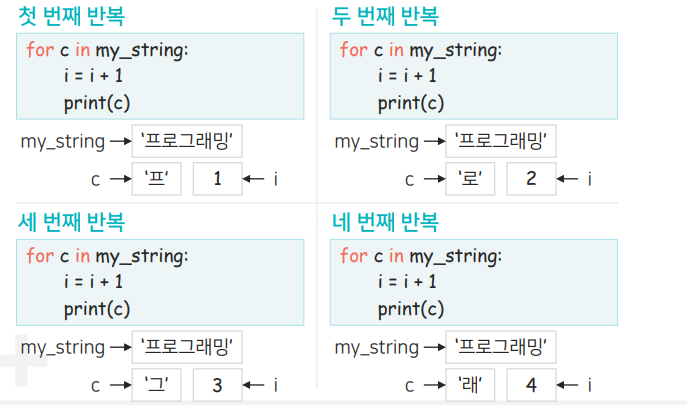 첫 번째 반복
for c in my_string:
i = i + 1
print(c)
my_string → '프로그래밍'
c → '프' 1 ← i
두 번째 반복
for c in my_string:
i = i + 1
print(c)
my_string → '프로그래밍'
c → '로' 2 ← i
세 번째 반복
for c in my_string:
i = i + 1
print(c)
my_string → '프로그래밍'
c → '그' 3 ← i
네 번째 반복
for c in my_string:
i = i + 1
print(c)
my_string → '프로그래밍'
c → '래' 4 ← i